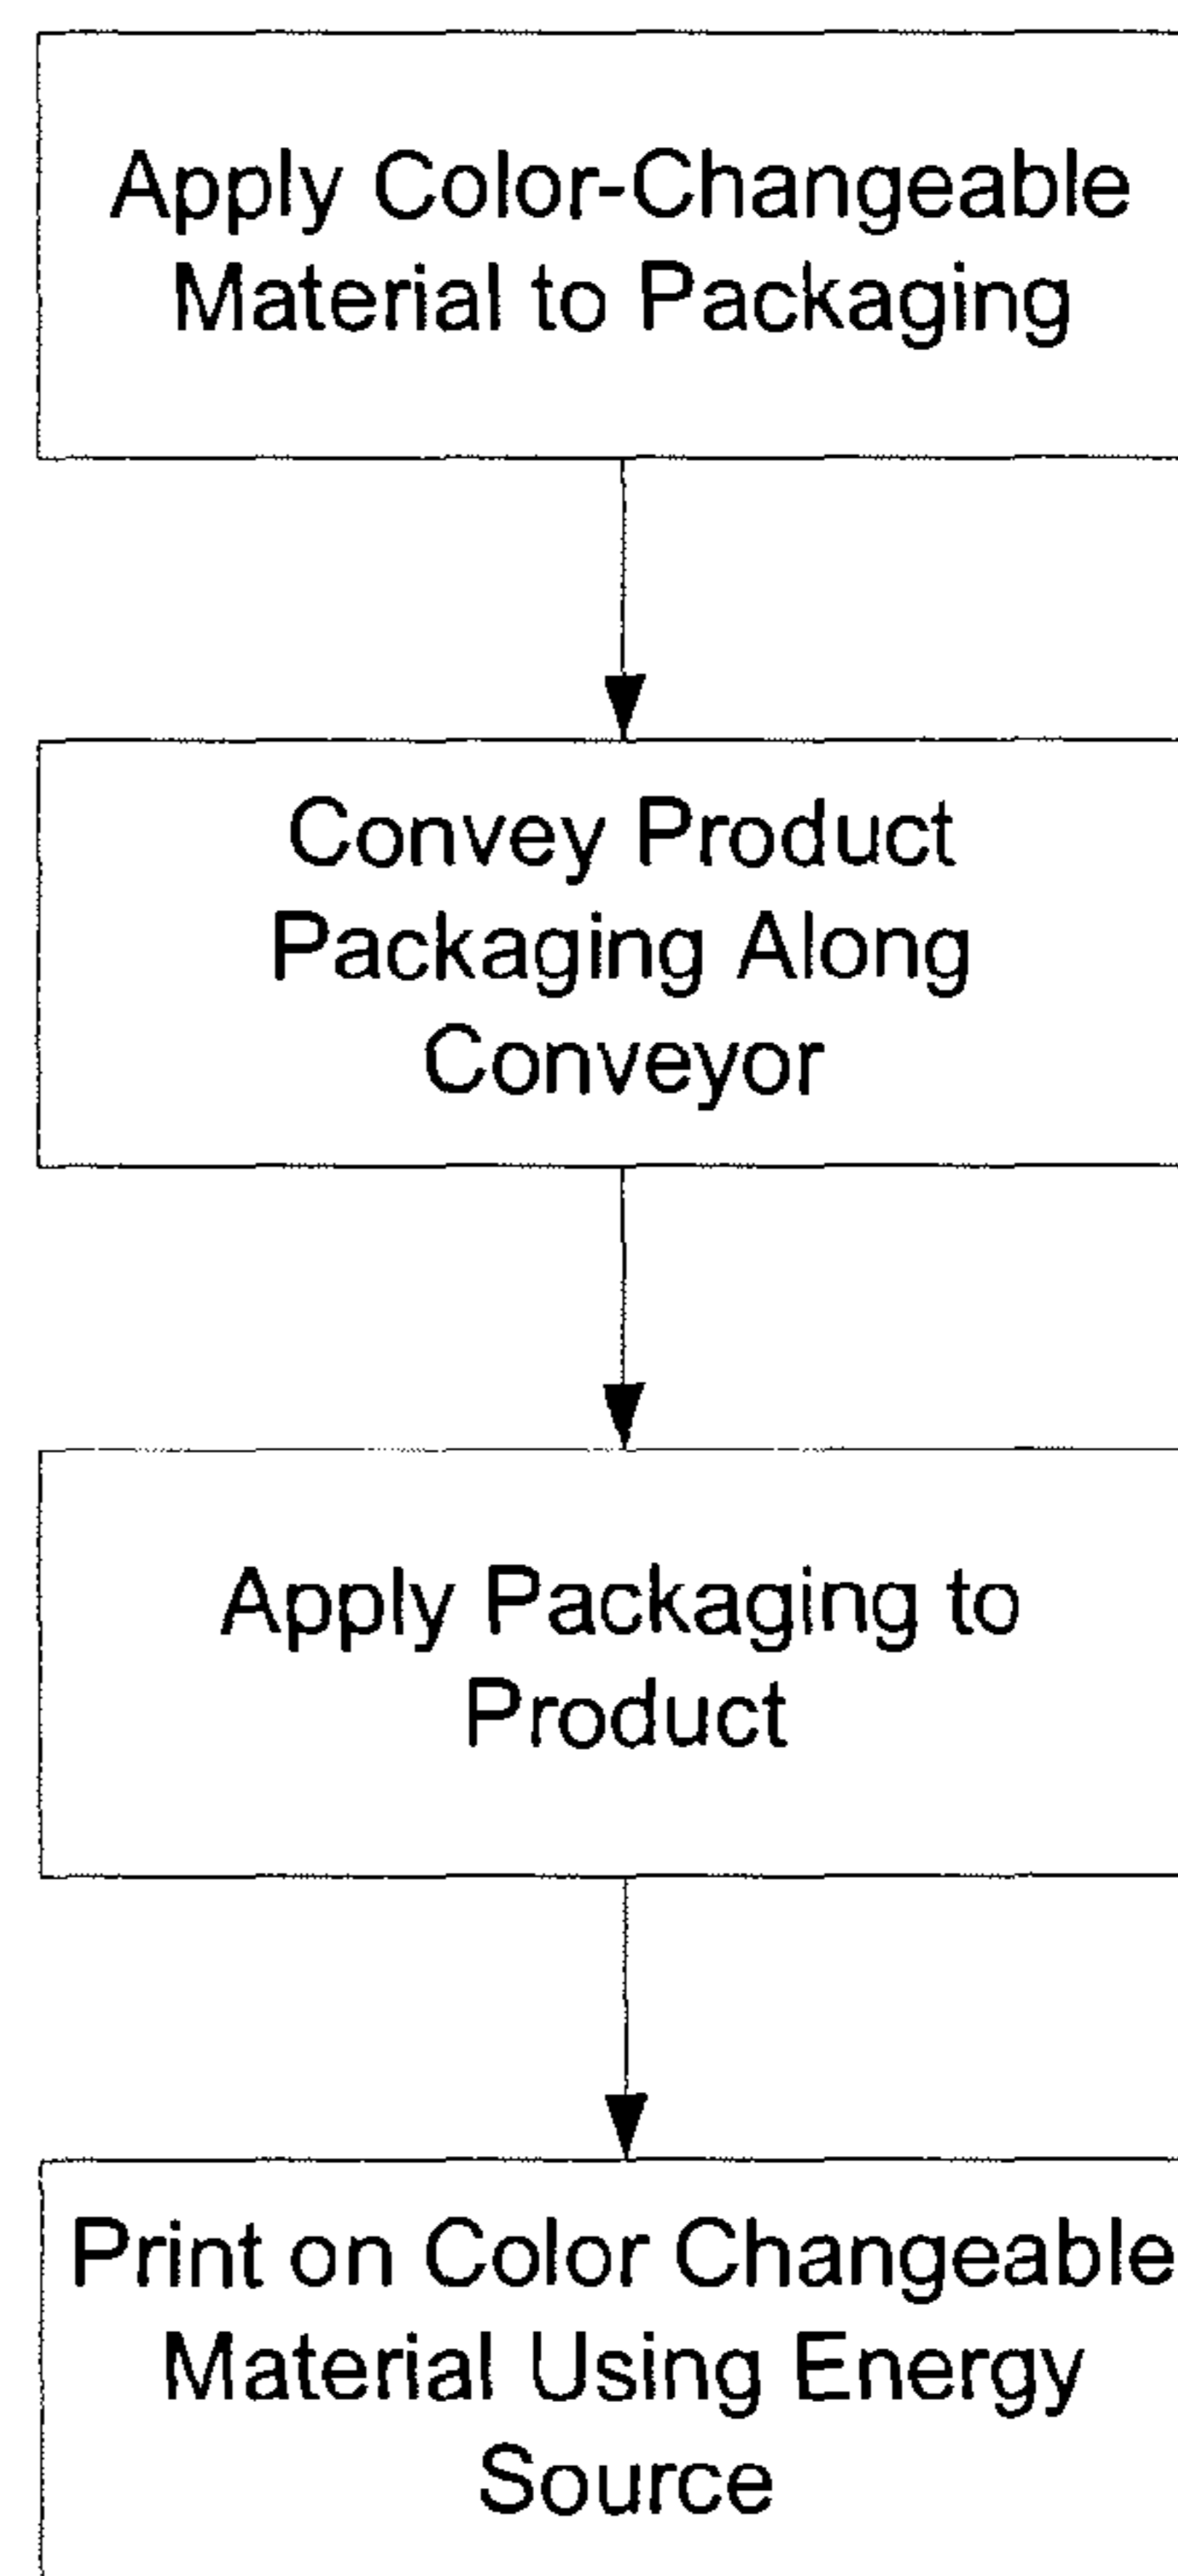 Apply Color-Changeable
Material to Packaging
Convey Product
Packaging Along
Conveyor
Apply Packaging to
Product
Print on Color Changeable
Material Using Energy
Source